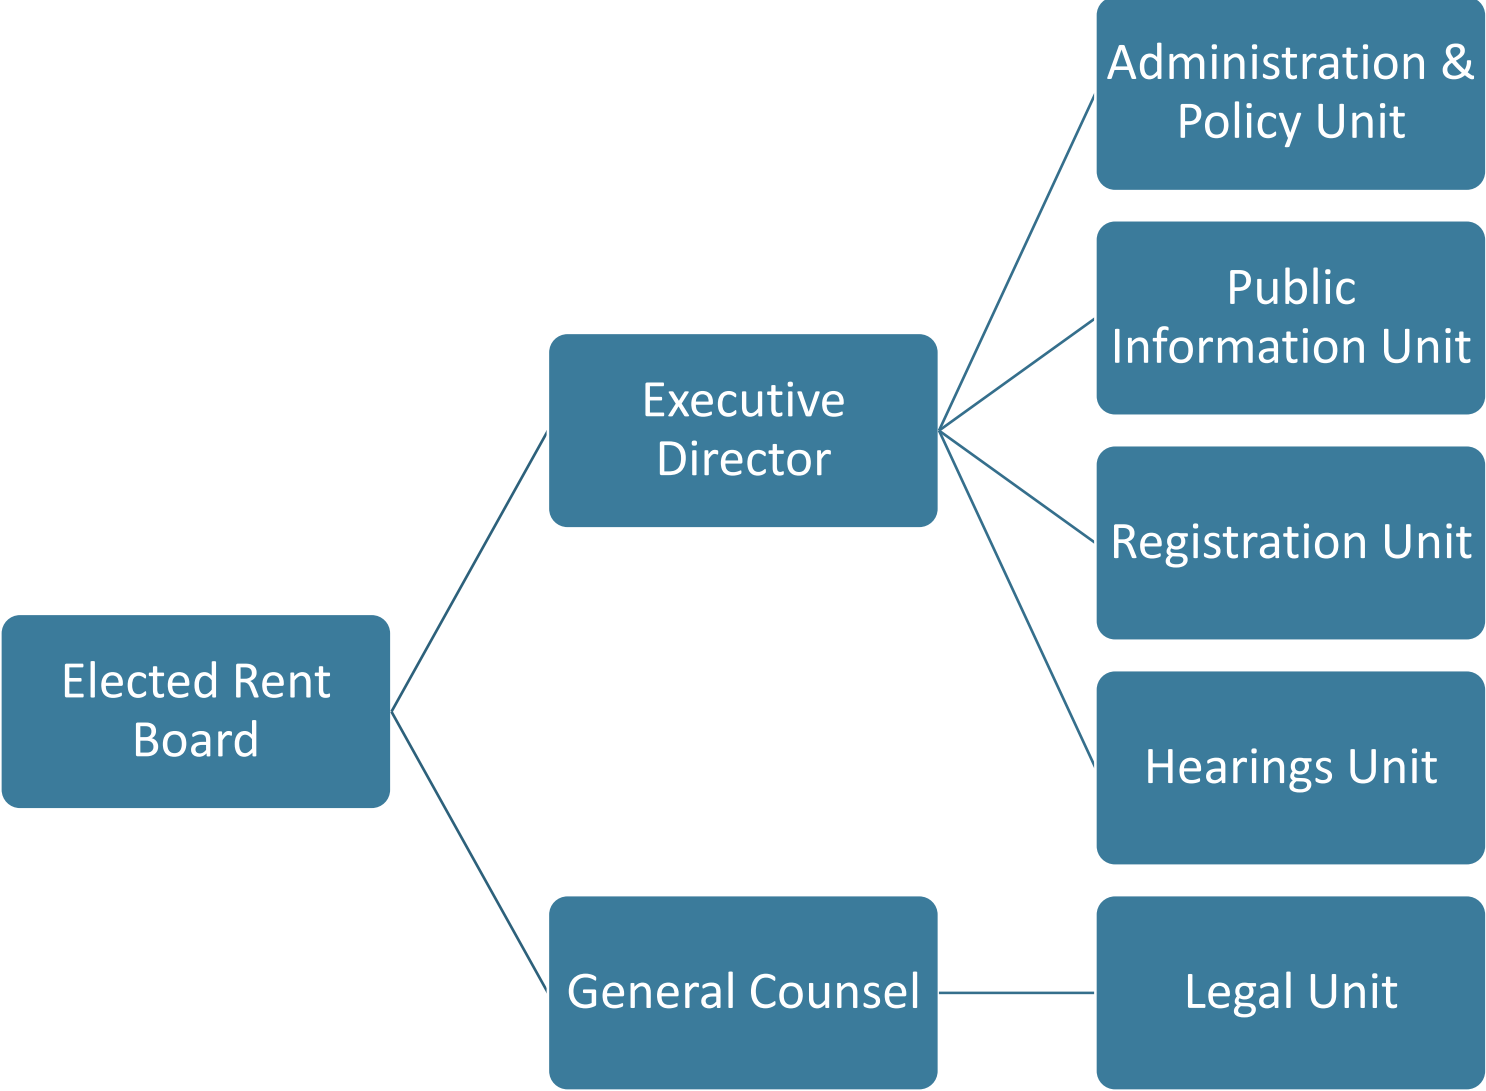 Administration &
Policy Unit
Public
Information Unit
Executive
Director
Registration Unit
Elected Rent
Board
Hearings Unit
General Counsel
Legal Unit